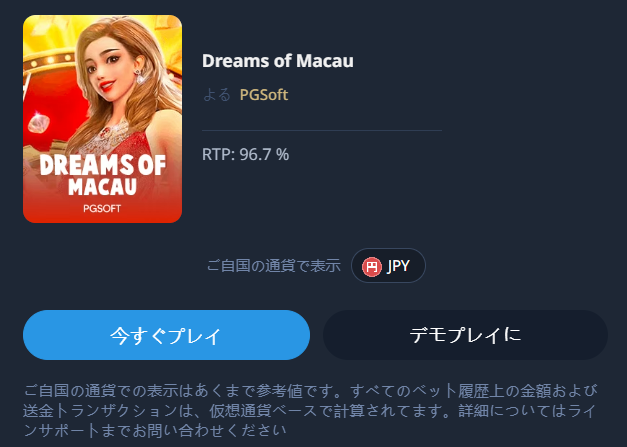 DREAMS OF
MACAU
PGSOFT
Dreams of Macau
よる PGSoft
RTP: 96.7 %
ご自国の通貨で表示 円 JPY
今すぐプレイ
デモプレイに
ご自国の通貨での表示はあくまで参考値です。すべてのベット履歴上の金額および
送金トランザクションは、仮想通貨ベースで計算されてます。詳細についてはライ
ンサポートまでお問い合わせください